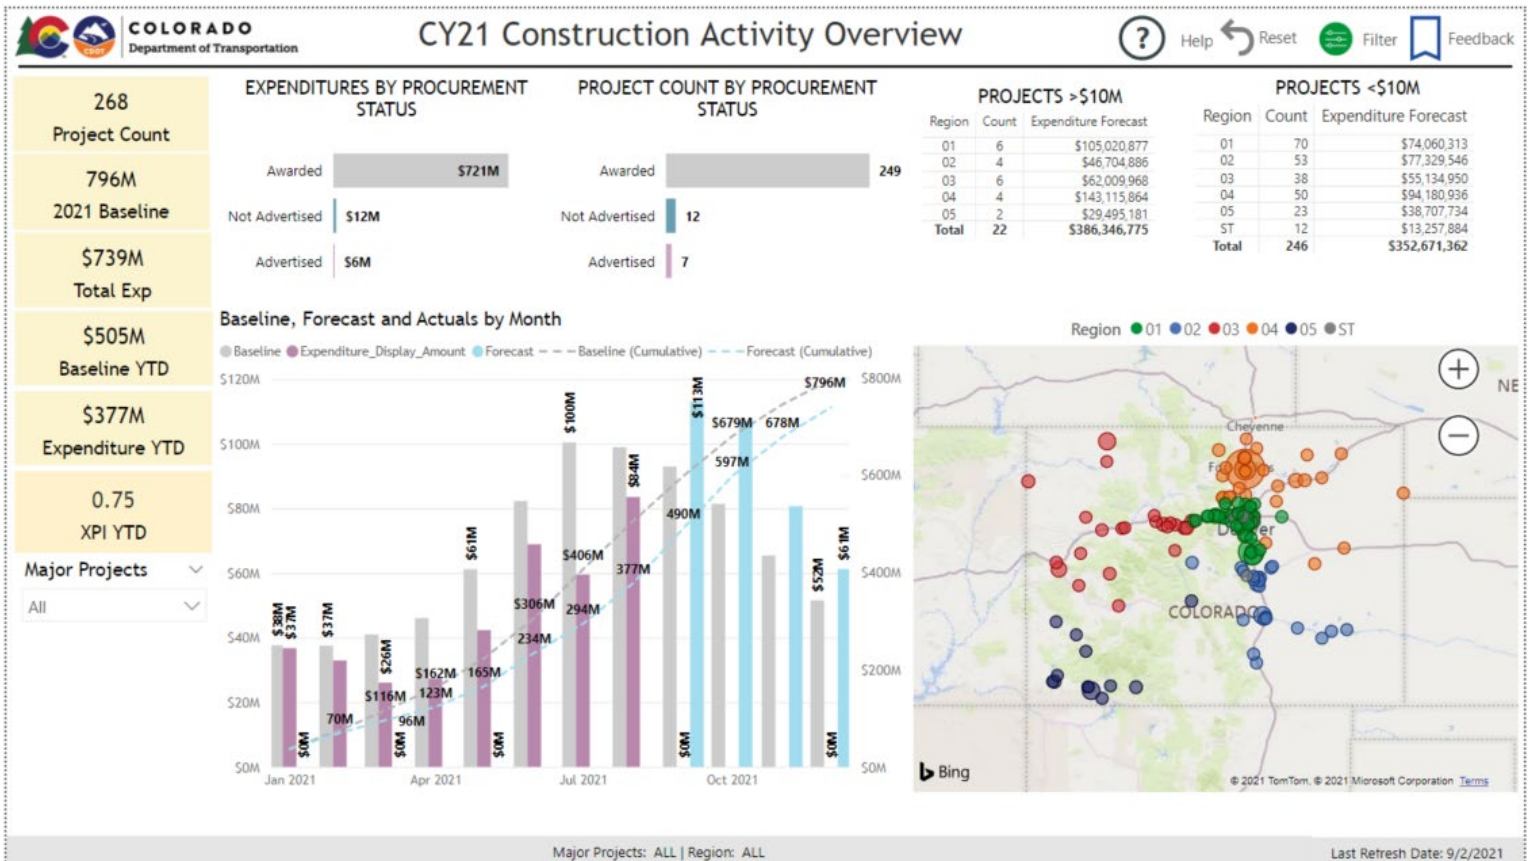 COLORADO
Department of Transportation
CDOT
CY21 Construction Activity Overview
?
Help
Reset
Filter
Feedback
268
Project Count
796M
2021 Baseline
$739M
Total Exp
$505M
Baseline YTD
$377M
Expenditure YTD
0.75
XPI YTD
Major Projects
All
EXPENDITURES BY PROCUREMENT
STATUS
Awarded $721M
Not Advertised $12M
Advertised $6M
PROJECT COUNT BY PROCUREMENT
STATUS
Awarded 249
Not Advertised 12
Advertised 7
PROJECTS >$10M
Region Count Expenditure Forecast
01 6 $105,020,877
02 4 $46,704,886
03 6 $62,009,968
04 4 $143,115,864
05 2 $29,495,181
Total 22 $386,346,775
PROJECTS <$10M
Region Count Expenditure Forecast
01 70 $74,060,313
02 53 $77,329,546
03 38 $55,134,950
04 50 $94,180,936
05 23 $38,707,734
ST 12 $13,257,884
Total 246 $352,671,362
Baseline, Forecast and Actuals by Month
Baseline Expenditure_Display_Amount Forecast Baseline (Cumulative) Forecast (Cumulative)
$120M
$100M
$80M
$60M
$40M
$20M
$0M
$800M
$600M
$400M
$200M
$0M
$38M
$37M
$0M
$37M
70M
$116M
$26M
$0M
96M
$162M
123M
$61M
165M
$0M
$306M
234M
$100M
$406M
294M
$84M
377M
490M
$0M
$113M
$679M
597M
678M
$796M
$52M
$0M
$61M
Jan 2021
Apr 2021
Jul 2021
Oct 2021
Region 01 02 03 04 05 ST
+
−
NE
Cheyenne
COLORADO
Bing
© 2021 TomTom, © 2021 Microsoft Corporation Terms
Major Projects: ALL | Region: ALL
Last Refresh Date: 9/2/2021